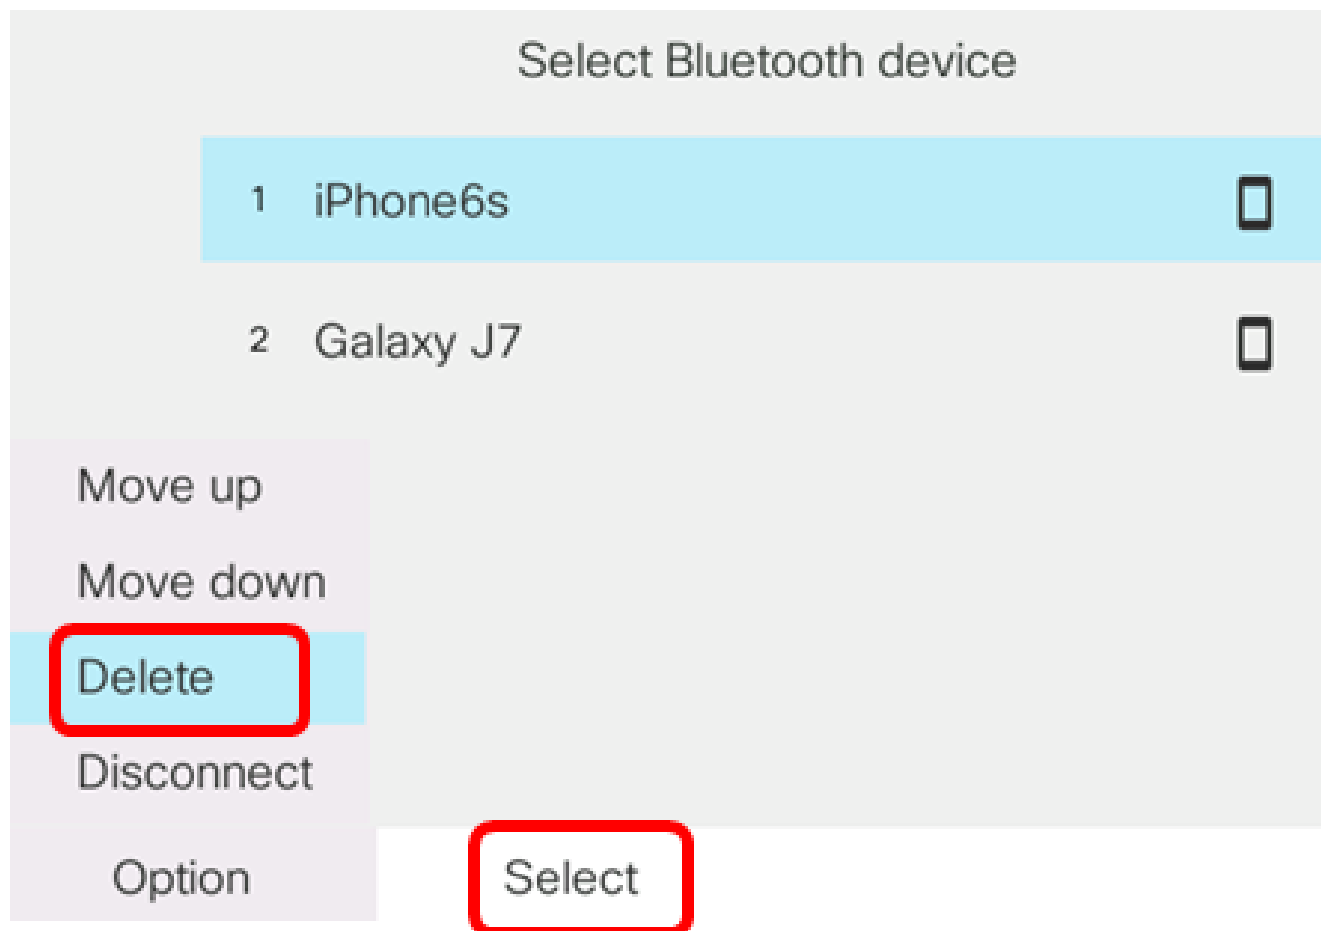 Select Bluetooth device
1 iPhone6s
2 Galaxy J7
Move up
Move down
Delete
Disconnect
Option Select